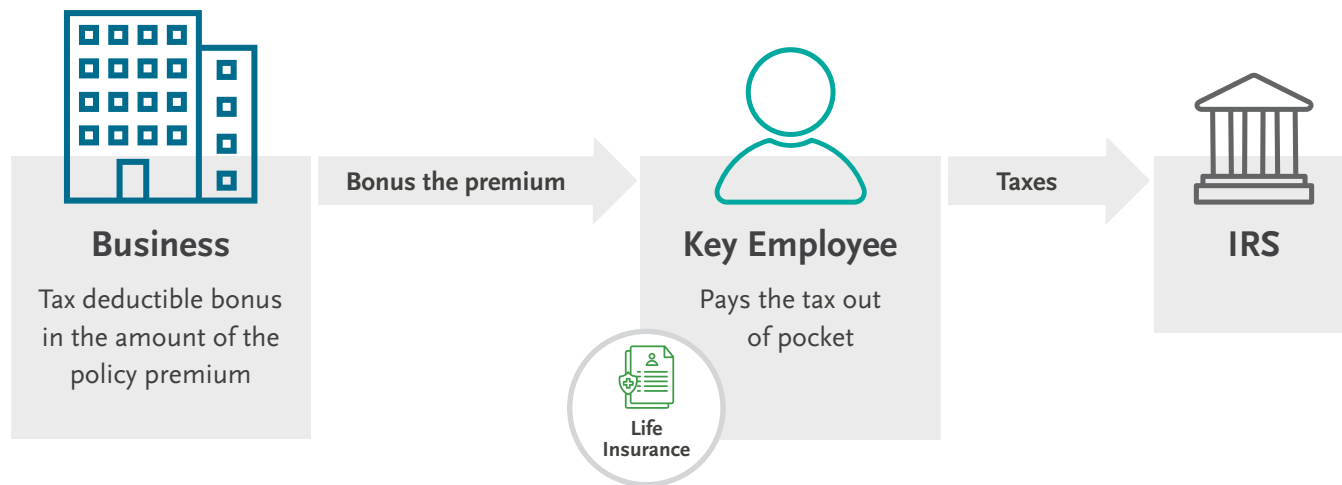 Business
Tax deductible bonus
in the amount of the
policy premium
Bonus the premium
Key Employee
Pays the tax out
of pocket
Life
Insurance
Taxes
IRS